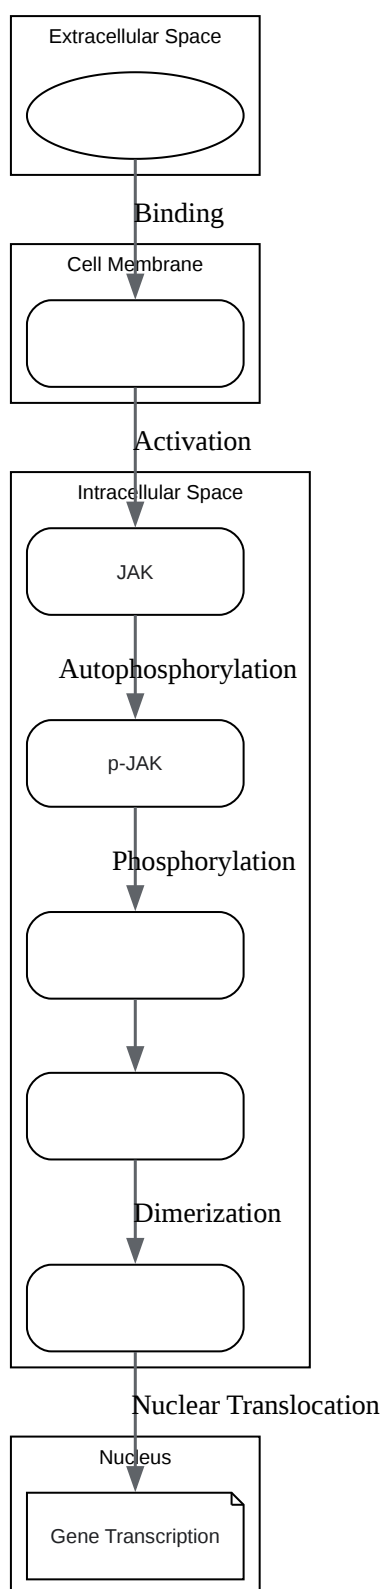 Extracellular Space
Binding
Cell Membrane
Activation
Intracellular Space
JAK
Autophosphorylation
p-JAK
Phosphorylation
Dimerization
Nuclear Translocation
Nucleus
Gene Transcription